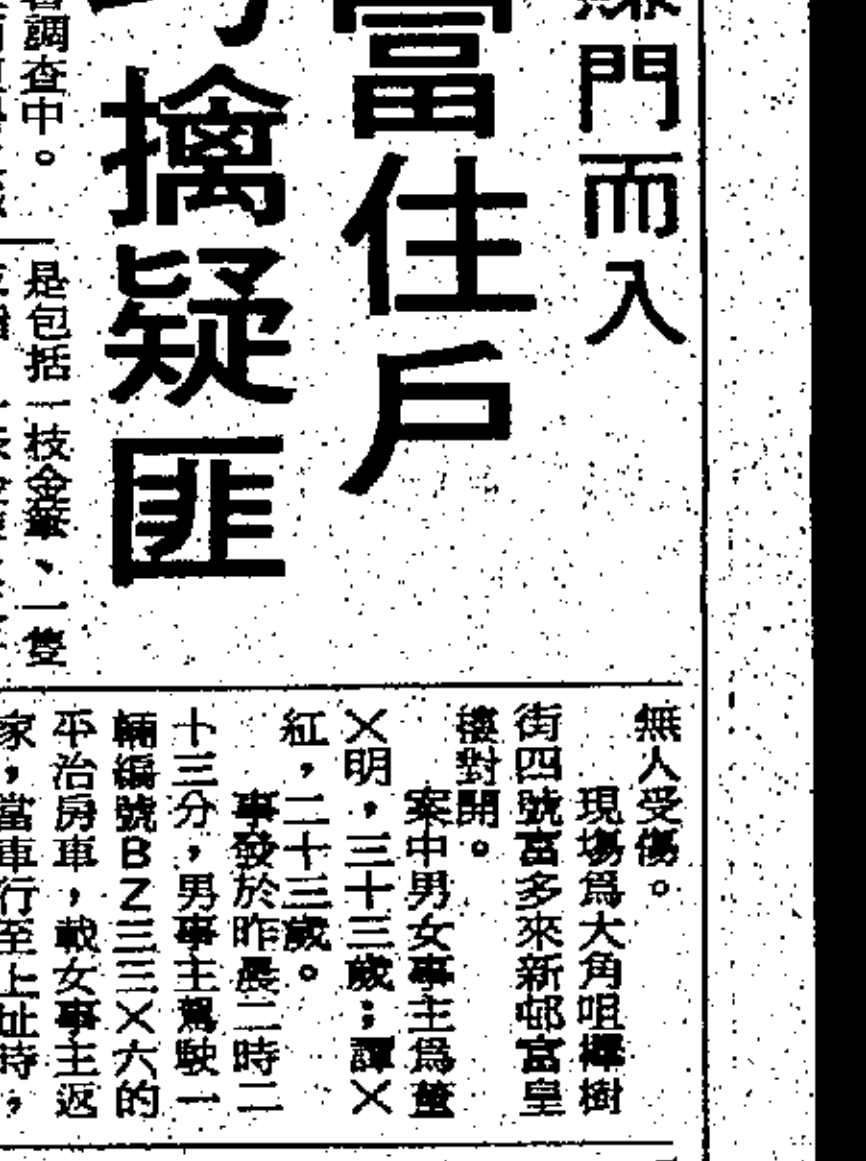 門而入
富住戶
擒疑匪
調查中。
是包括一枝金鏈、一隻
無人受傷。
現場爲大角咀櫸樹
街四號富多來新邨富皇
樓對開。
案中男女事主爲董
×明,三十三歲;譚×
紅,二十三歲。
事發於昨晨二時二
十三分,男事主駕駛一
輛編號BZ三三×六的
平治房車,載女事主返
家,當車行至上址時,